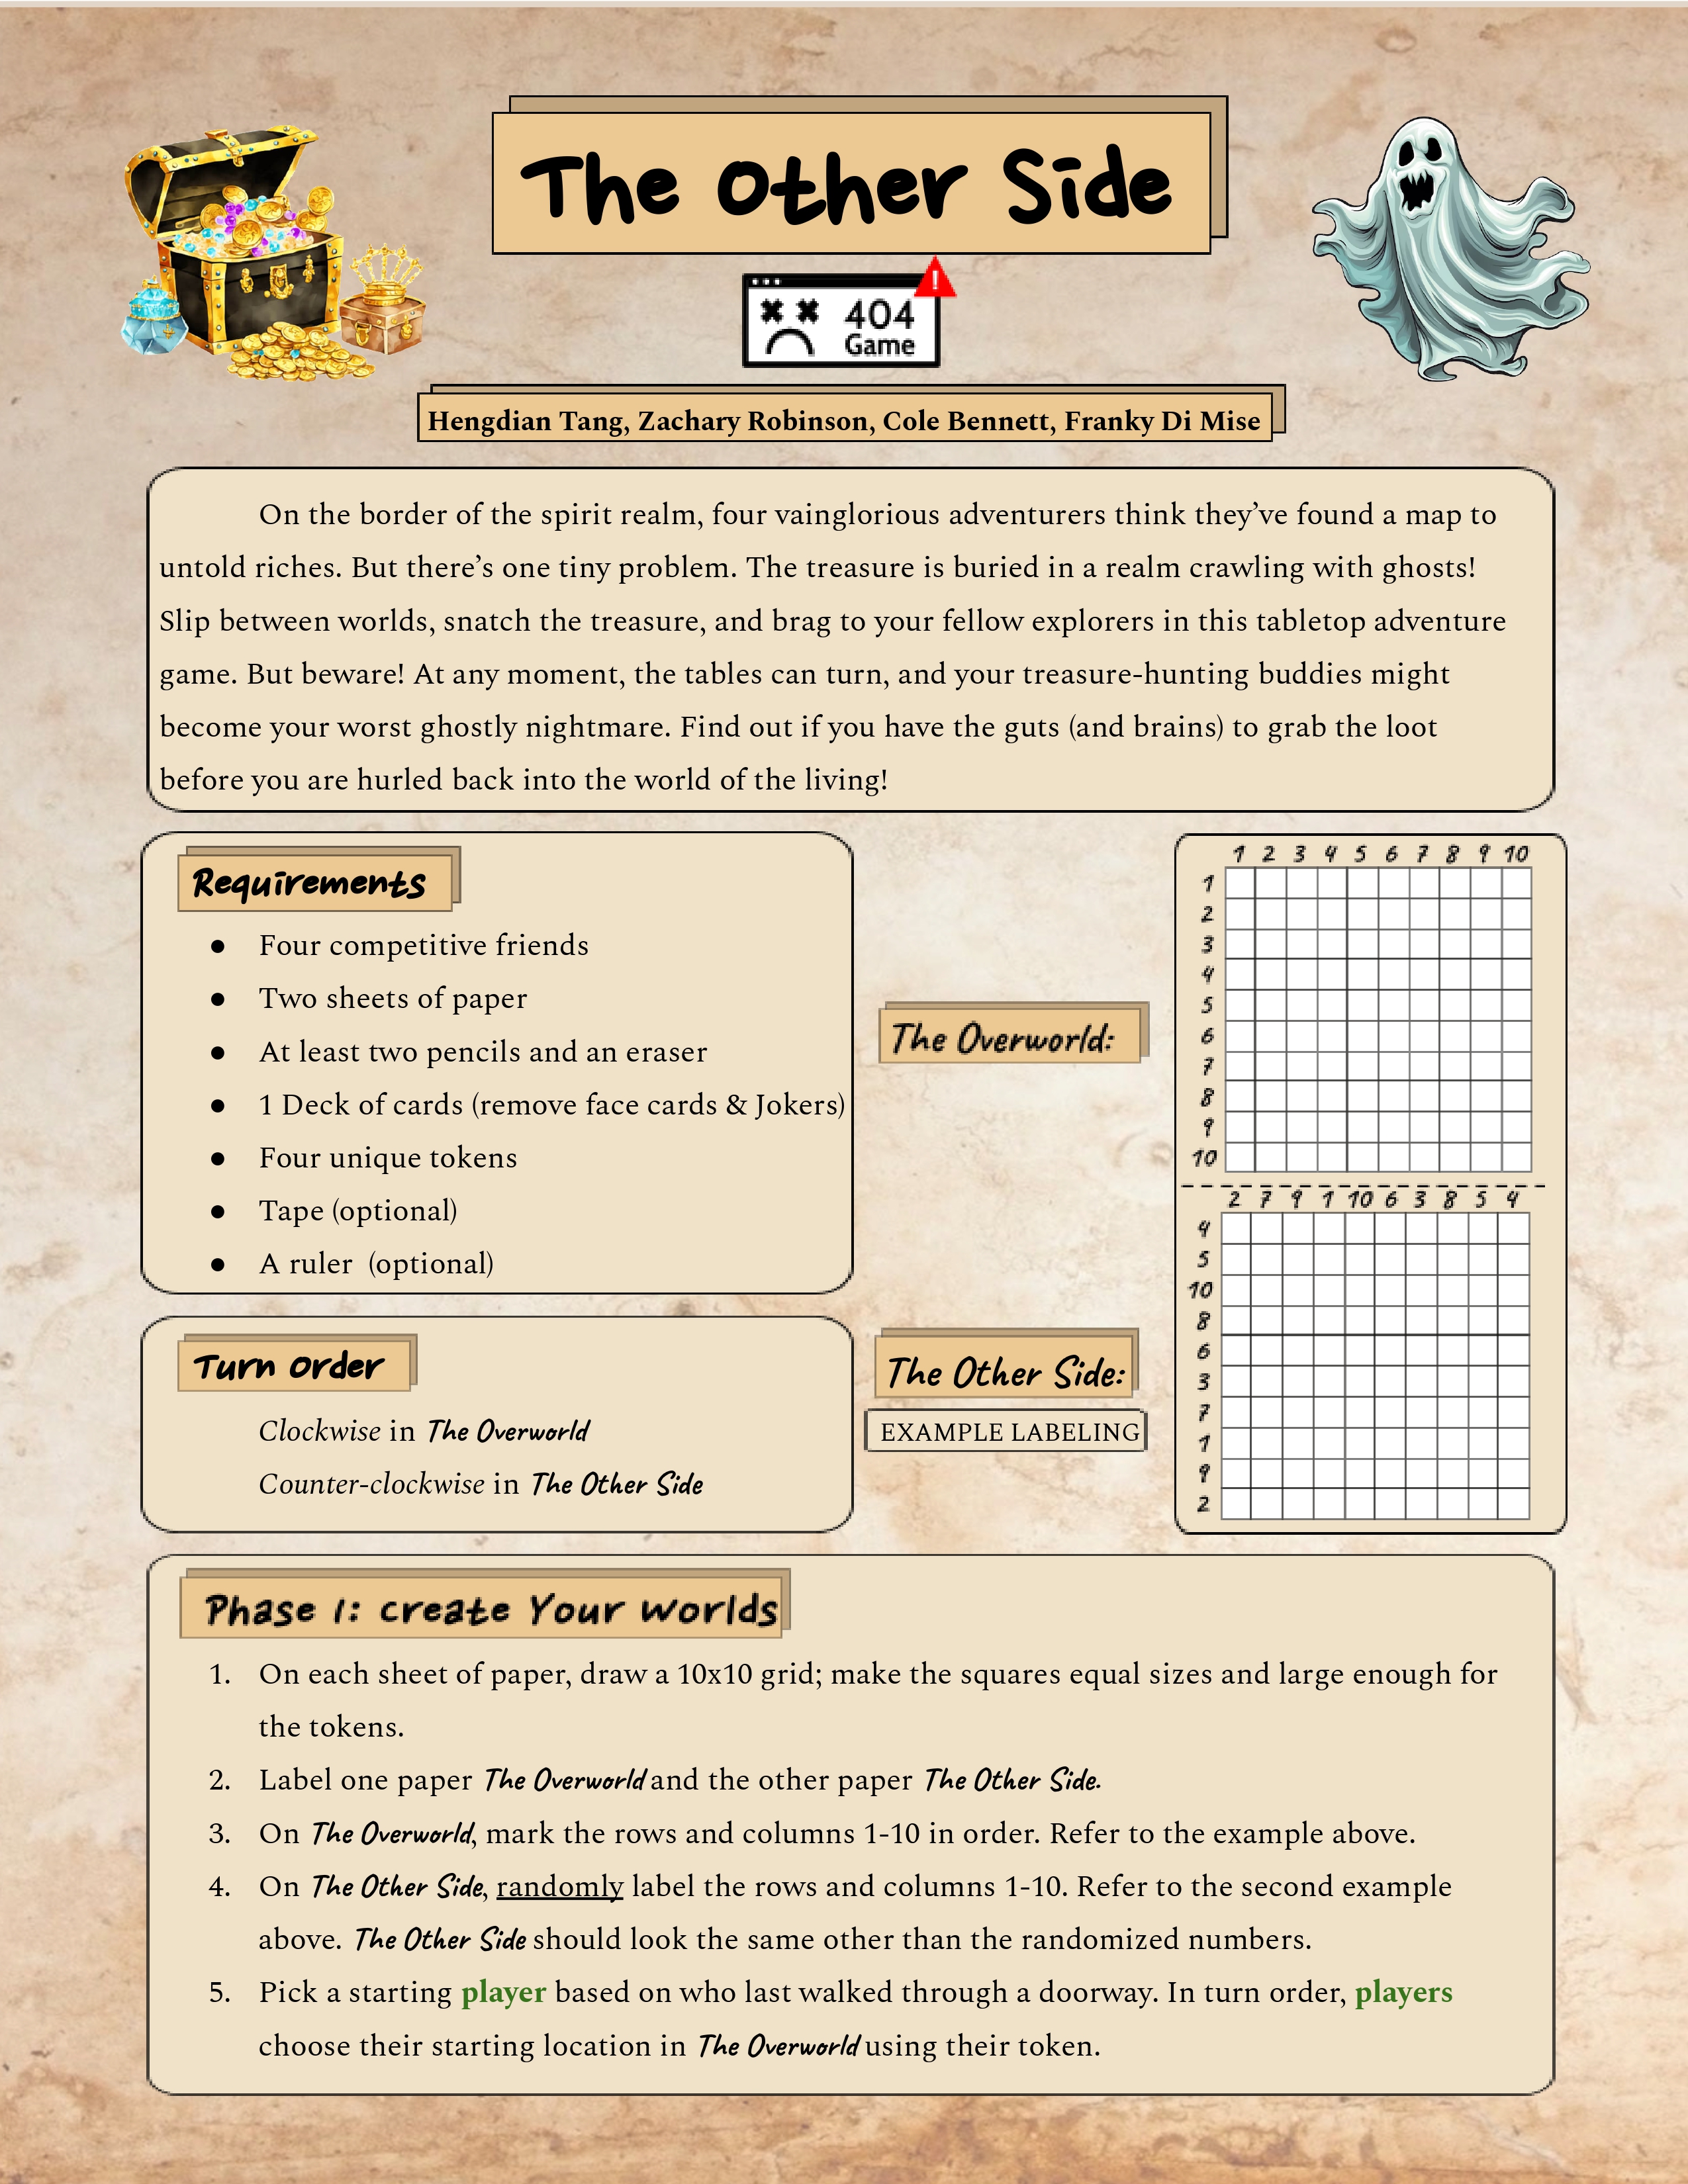 The Other Side
404
Game
Hengdian Tang, Zachary Robinson, Cole Bennett, Franky Di Mise
On the border of the spirit realm, four vainglorious adventurers think they’ve found a map to
untold riches. But there’s one tiny problem. The treasure is buried in a realm crawling with ghosts!
Slip between worlds, snatch the treasure, and brag to your fellow explorers in this tabletop adventure
game. But beware! At any moment, the tables can turn, and your treasure-hunting buddies might
become your worst ghostly nightmare. Find out if you have the guts (and brains) to grab the loot
before you are hurled back into the world of the living!
Requirements
● Four competitive friends
● Two sheets of paper
● At least two pencils and an eraser
● 1 Deck of cards (remove face cards & Jokers)
● Four unique tokens
● Tape (optional)
● A ruler (optional)
Turn Order
Clockwise in The Overworld
Counter-clockwise in The Other Side
The Overworld:
1 2 3 4 5 6 7 8 9 10
1
2
3
4
5
6
7
8
9
10
The Other Side:
EXAMPLE LABELING
2 7 9 1 10 6 3 8 5 4
4
5
10
8
6
3
7
1
9
2
Phase 1: Create Your Worlds
1. On each sheet of paper, draw a 10x10 grid; make the squares equal sizes and large enough for
the tokens.
2. Label one paper The Overworld and the other paper The Other Side.
3. On The Overworld, mark the rows and columns 1-10 in order. Refer to the example above.
4. On The Other Side, randomly label the rows and columns 1-10. Refer to the second example
above. The Other Side should look the same other than the randomized numbers.
5. Pick a starting player based on who last walked through a doorway. In turn order, players
choose their starting location in The Overworld using their token.